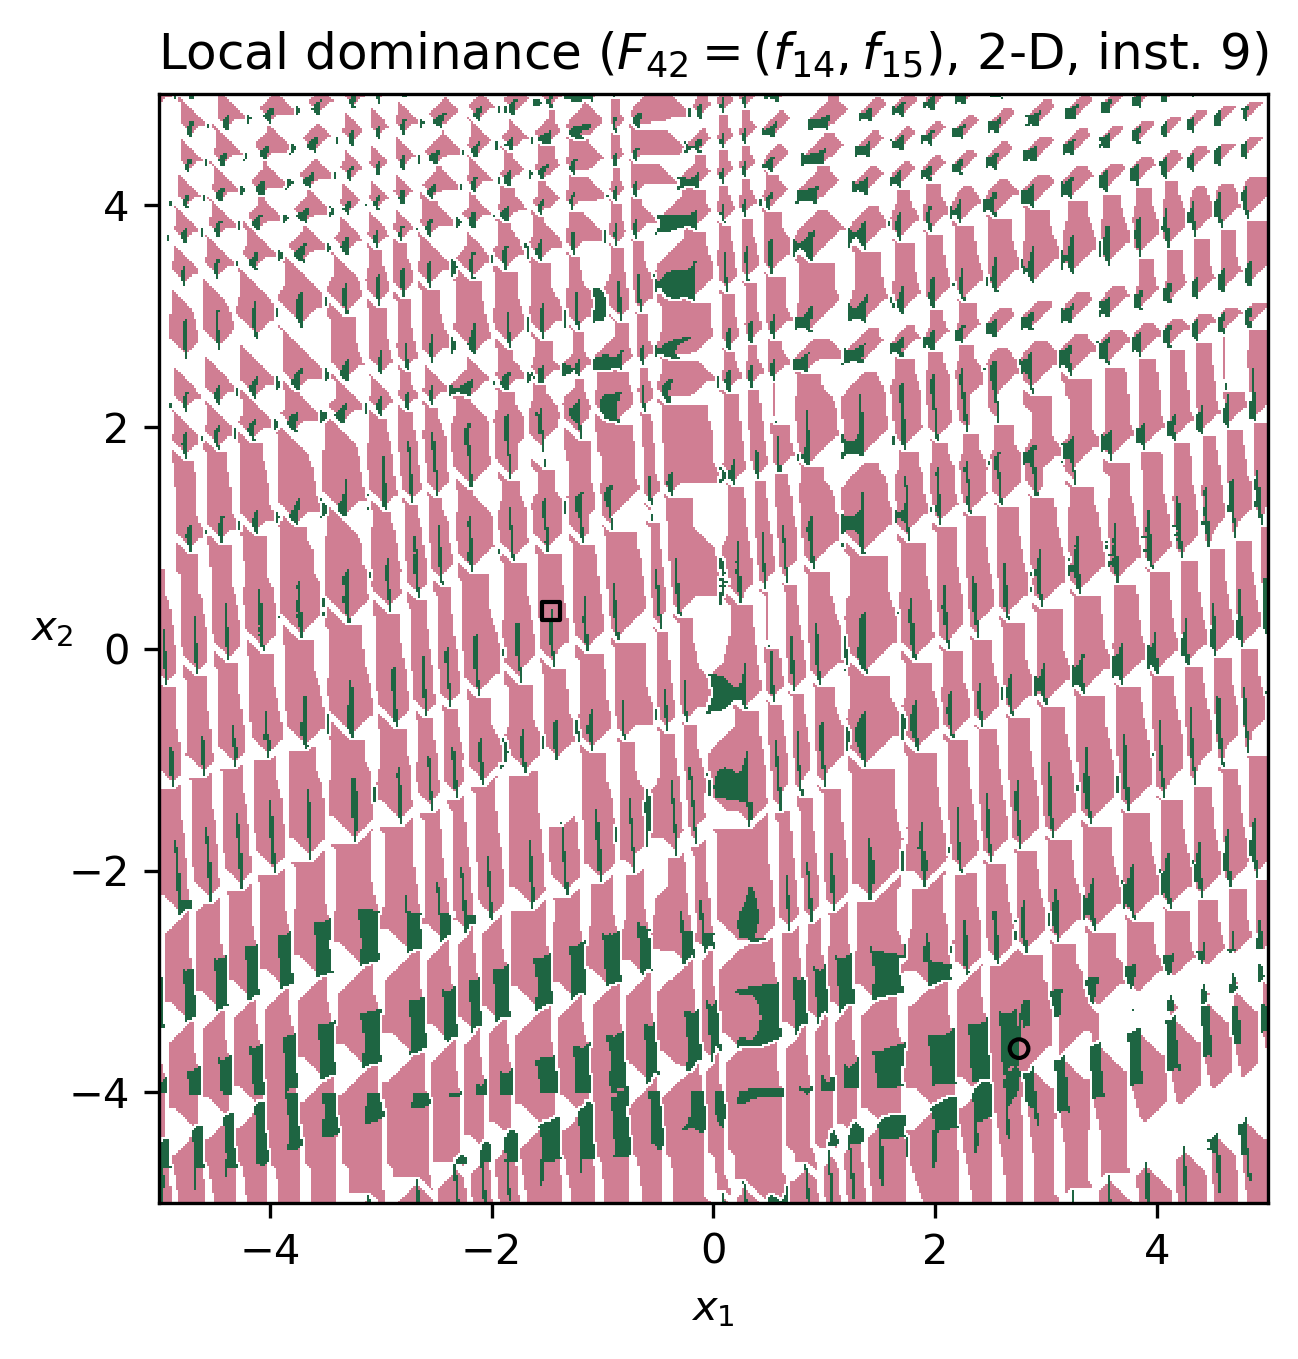 Local dominance (F₄₂ = (f₁₄, f₁₅), 2-D, inst. 9)
4
2
x₂
0
−2
−4
−4 −2 0 2 4
x₁